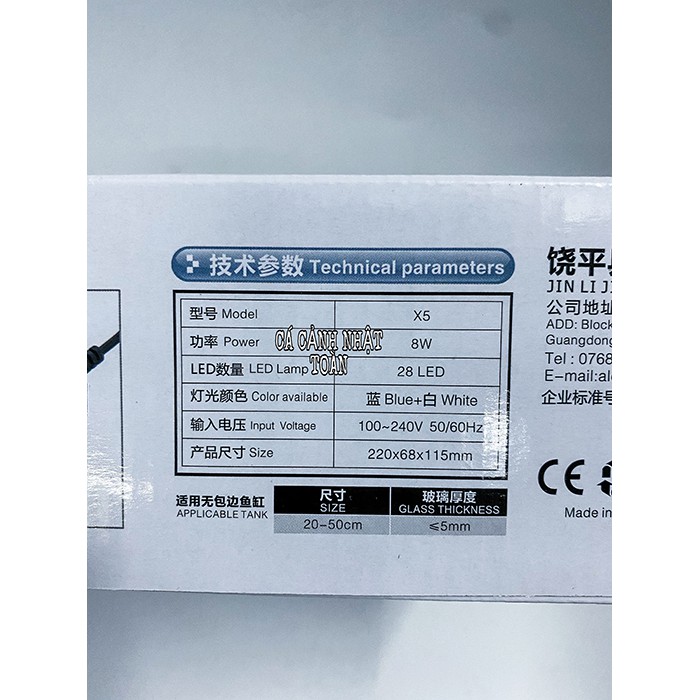 技术参数 Technical parameters
型号 Model X5
功率 Power 8W
LED数量 LED Lamp 28 LED
灯光颜色 Color available 蓝 Blue+白 White
输入电压 Input Voltage 100~240V 50/60Hz
产品尺寸 Size 220x68x115mm
CÁ CẢNH NHẬT
TOÀN
适用无包边鱼缸
APPLICABLE TANK
尺寸 玻璃厚度
SIZE GLASS THICKNESS
20-50cm ≤5mm
饶平
JIN LI
公司地址
ADD: Block
Guangdong
Tel : 0768
E-mail:al
企业标准号
CE
Made in